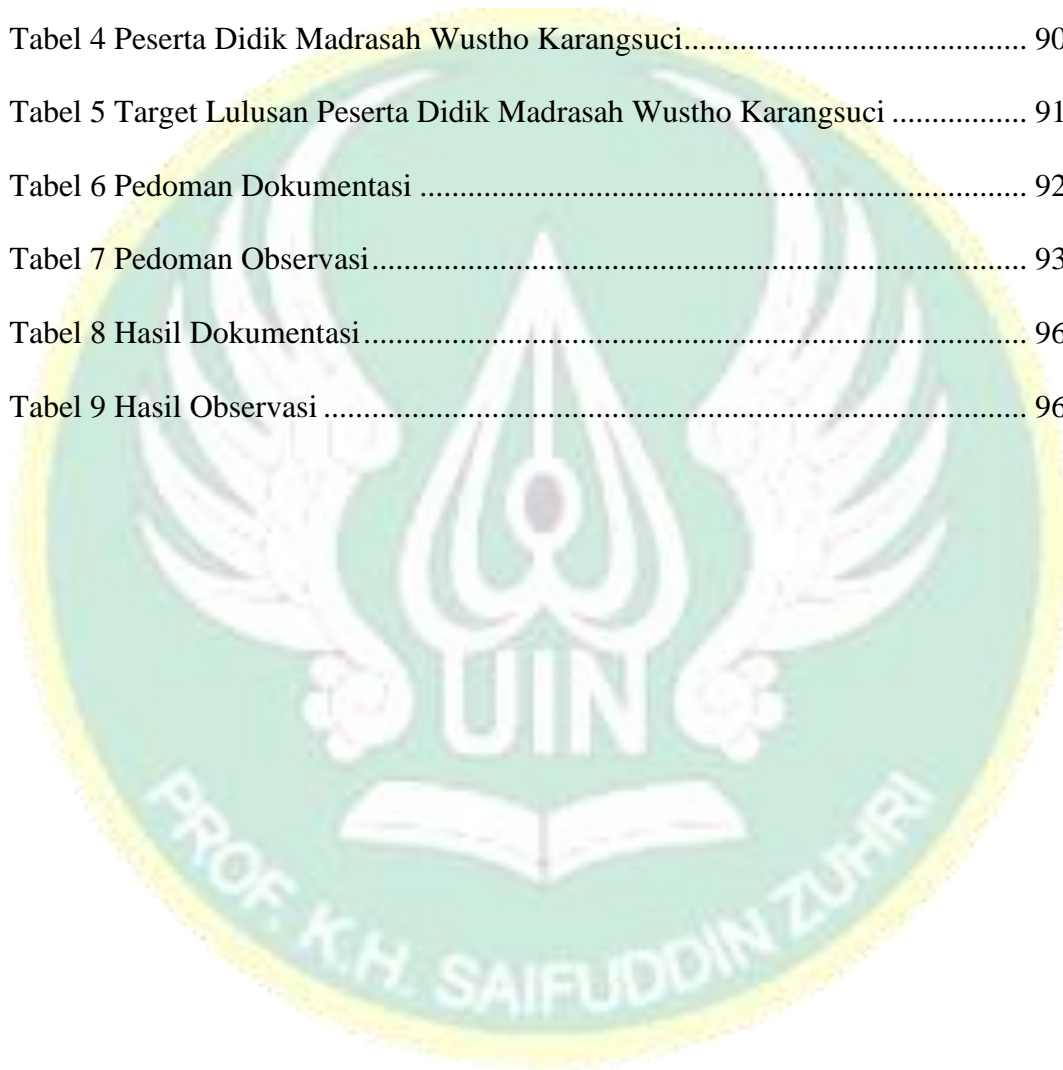 Tabel 4 Peserta Didik Madrasah Wustho Karangsuci.................................... 90
Tabel 5 Target Lulusan Peserta Didik Madrasah Wustho Karangsuci ................. 91
Tabel 6 Pedoman Dokumentasi ............................................................ 92
Tabel 7 Pedoman Observasi................................................................. 93
Tabel 8 Hasil Dokumentasi.................................................................. 96
Tabel 9 Hasil Observasi ..................................................................... 96
UIN
PROF. K.H. SAIFUDDIN ZUHRI